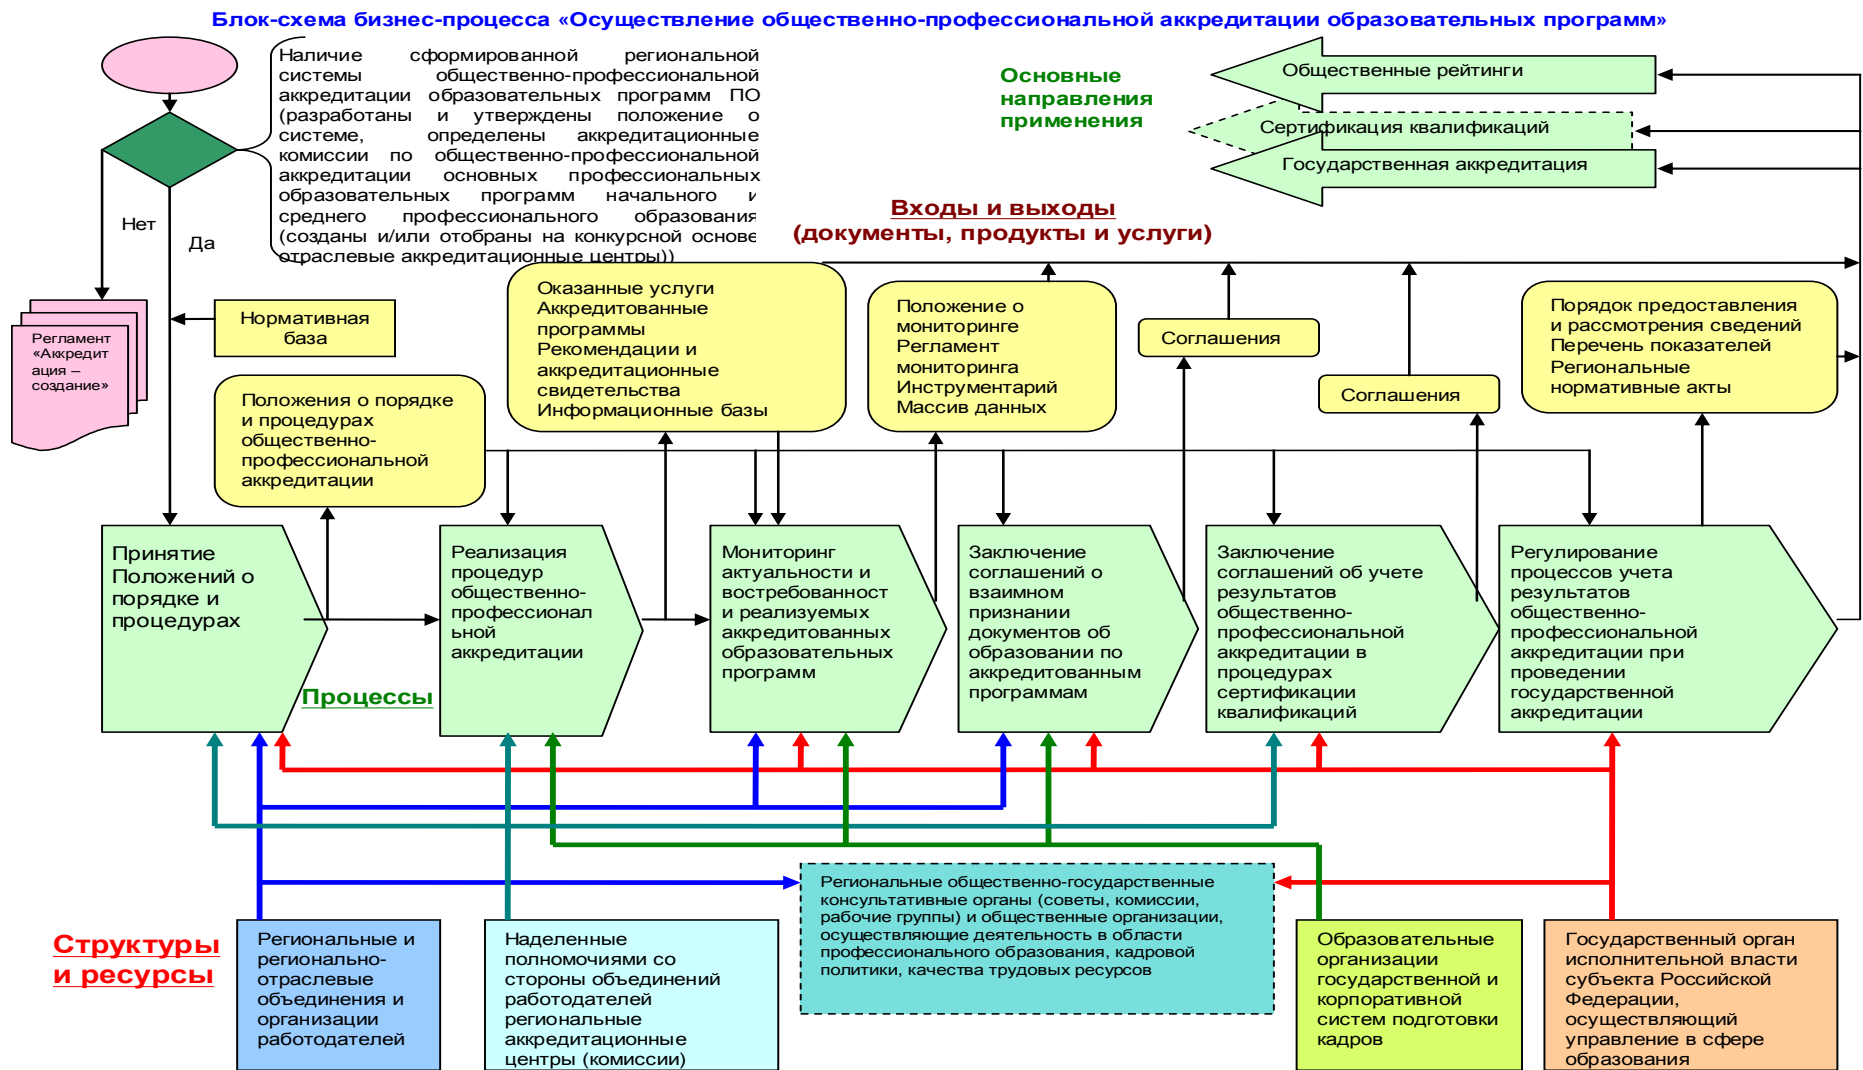 Блок-схема бизнес-процесса «Осуществление общественно-профессиональной аккредитации образовательных программ»
Наличие сформированной региональной
системы общественно-профессиональной
аккредитации образовательных программ ПО
(разработаны и утверждены положение о
системе, определены аккредитационные
комиссии по общественно-профессиональной
аккредитации основных профессиональных
образовательных программ начального и
среднего профессионального образования
(созданы и/или отобраны на конкурсной основе
отраслевые аккредитационные центры))
Основные
направления
применения
Общественные рейтинги
Сертификация квалификаций
Государственная аккредитация
Нет
Да
Входы и выходы
(документы, продукты и услуги)
Регламент
«Аккредит
ация –
создание»
Нормативная
база
Положения о порядке
и процедурах
общественно-
профессиональной
аккредитации
Оказанные услуги
Аккредитованные
программы
Рекомендации и
аккредитационные
свидетельства
Информационные базы
Положение о
мониторинге
Регламент
мониторинга
Инструментарий
Массив данных
Соглашения
Соглашения
Порядок предоставления
и рассмотрения сведений
Перечень показателей
Региональные
нормативные акты
Принятие
Положений о
порядке и
процедурах
Реализация
процедур
общественно-
профессионал
ьной
аккредитации
Мониторинг
актуальности и
востребованност
и реализуемых
аккредитованных
образовательных
программ
Заключение
соглашений о
взаимном
признании
документов об
образовании по
аккредитованным
программам
Заключение
соглашений об учете
результатов
общественно-
профессиональной
аккредитации в
процедурах
сертификации
квалификаций
Регулирование
процессов учета
результатов
общественно-
профессиональной
аккредитации при
проведении
государственной
аккредитации
Процессы
Структуры
и ресурсы
Региональные и
регионально-
отраслевые
объединения и
организации
работодателей
Наделенные
полномочиями со
стороны объединений
работодателей
региональные
аккредитационные
центры (комиссии)
Региональные общественно-государственные
консультативные органы (советы, комиссии,
рабочие группы) и общественные организации,
осуществляющие деятельность в области
профессионального образования, кадровой
политики, качества трудовых ресурсов
Образовательные
организации
государственной и
корпоративной
систем подготовки
кадров
Государственный орган
исполнительной власти
субъекта Российской
Федерации,
осуществляющий
управление в сфере
образования